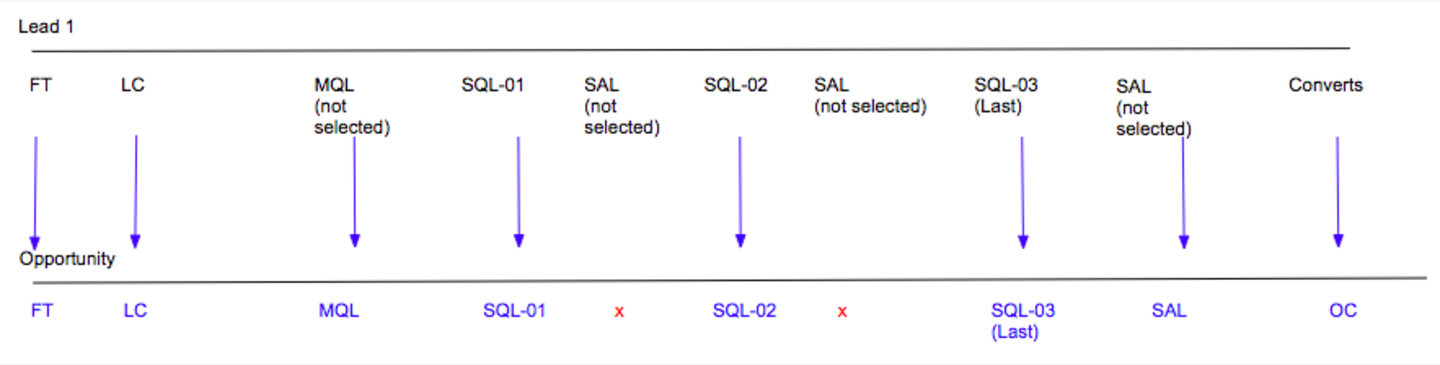 Lead 1
FT LC MQL SQL-01 SAL SQL-02 SAL SQL-03 SAL Converts
(not (not (not selected) (Last) (not
selected) selected) selected)
Opportunity
FT LC MQL SQL-01 x SQL-02 x SQL-03 SAL OC
(Last)